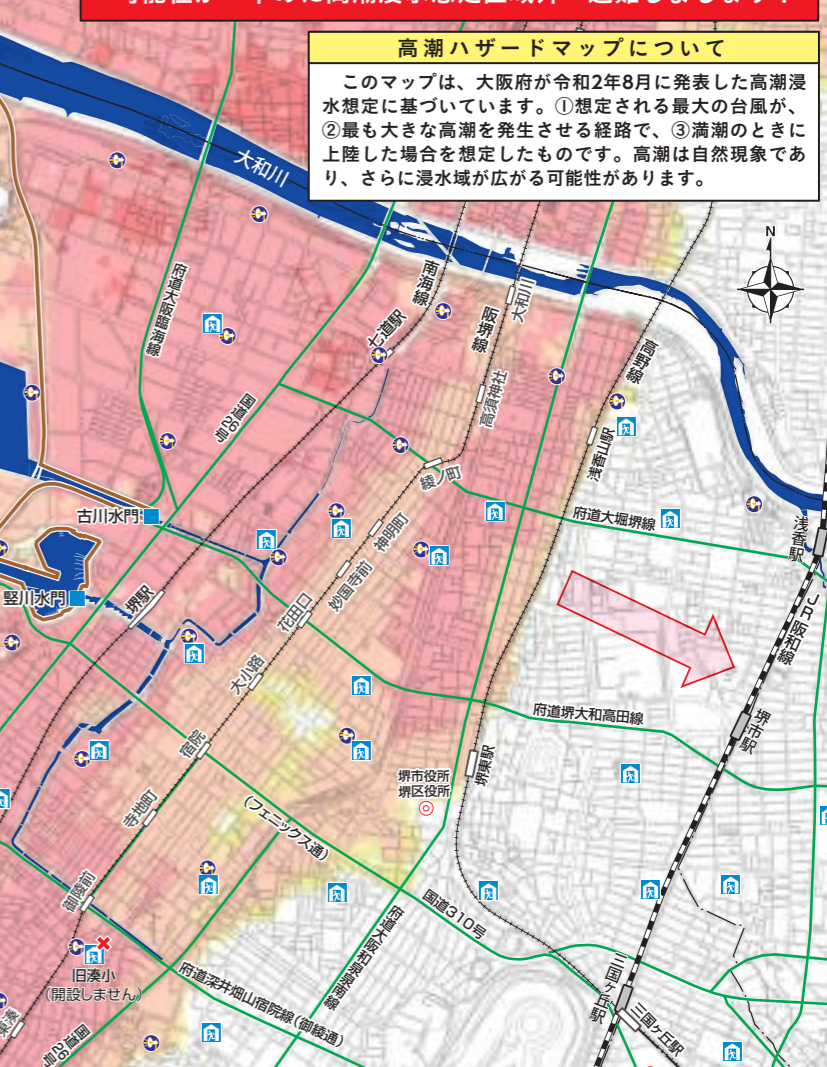 高潮ハザードマップについて
このマップは、大阪府が令和2年8月に発表した高潮浸
水想定に基づいています。①想定される最大の台風が、
②最も大きな高潮を発生させる経路で、③満潮のときに
上陸した場合を想定したものです。高潮は自然現象であ
り、さらに浸水域が広がる可能性があります。
大和川
N
府道大阪臨海線
南海線
七道駅
阪堺線
大和川
高野線
国道26号
高須神社
浅香山駅
綾ノ町
古川水門
神明町
府道大堀堺線
浅香駅
竪川水門
堺駅
妙国寺前
花田口
JR阪和線
大小路
府道堺大和高田線
堺市駅
宿院
堺東駅
堺市役所
堺区役所
寺地町
(フェニックス通)
御陵前
国道310号
府道大阪和泉泉南線
旧湊小
(開設しません)
府道深井畑山宿院線(御綾通)
三国ケ丘駅
三国ヶ丘駅
国道26号